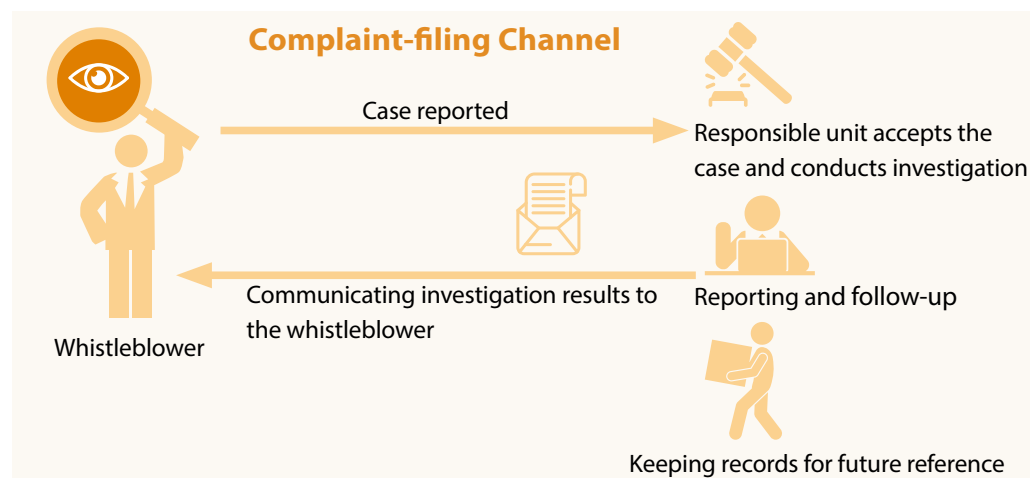 Complaint-filing Channel
Case reported
Responsible unit accepts the
case and conducts investigation
Communicating investigation results to
the whistleblower
Reporting and follow-up
Whistleblower
Keeping records for future reference